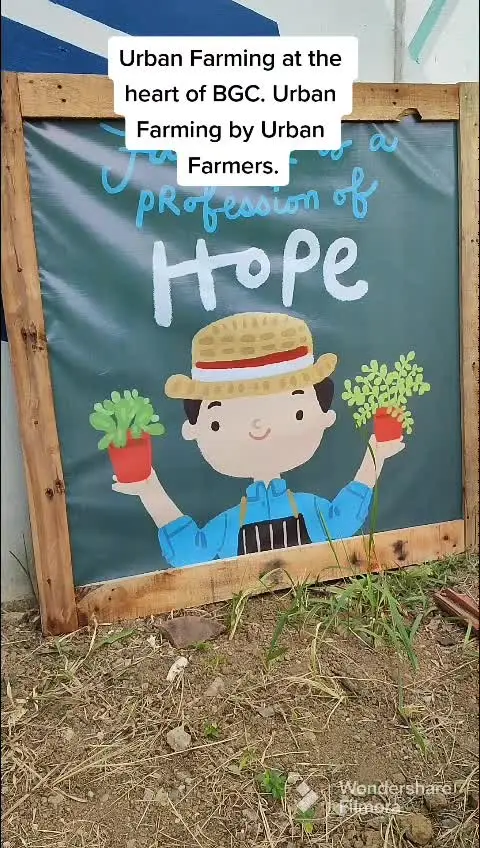 Urban Farming at the
heart of BGC. Urban
Farming by Urban
Farmers.
a
profession of
Hope
Wondershare
Filmora